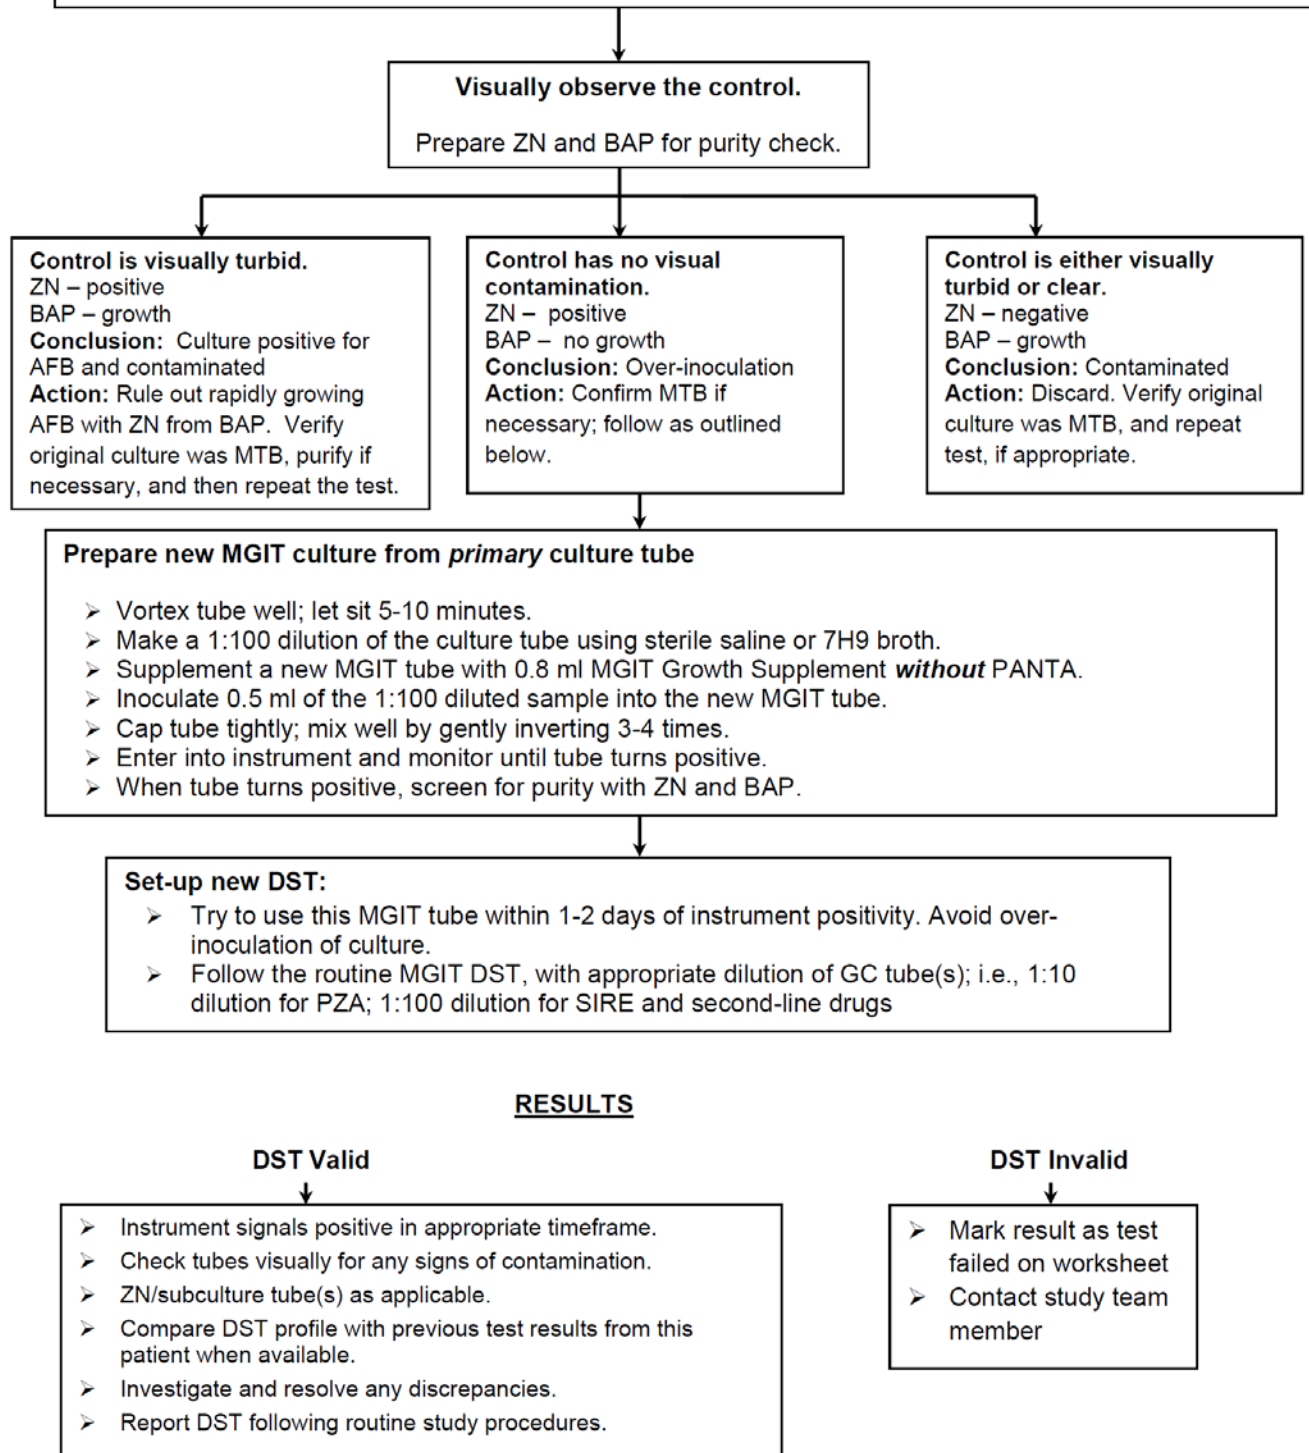 Visually observe the control.
Prepare ZN and BAP for purity check.
Control is visually turbid.
ZN – positive
BAP – growth
Conclusion: Culture positive for
AFB and contaminated
Action: Rule out rapidly growing
AFB with ZN from BAP. Verify
original culture was MTB, purify if
necessary, and then repeat the test.
Control has no visual
contamination.
ZN – positive
BAP – no growth
Conclusion: Over-inoculation
Action: Confirm MTB if
necessary; follow as outlined
below.
Control is either visually
turbid or clear.
ZN – negative
BAP – growth
Conclusion: Contaminated
Action: Discard. Verify original
culture was MTB, and repeat
test, if appropriate.
Prepare new MGIT culture from primary culture tube
➢ Vortex tube well; let sit 5-10 minutes.
➢ Make a 1:100 dilution of the culture tube using sterile saline or 7H9 broth.
➢ Supplement a new MGIT tube with 0.8 ml MGIT Growth Supplement without PANTA.
➢ Inoculate 0.5 ml of the 1:100 diluted sample into the new MGIT tube.
➢ Cap tube tightly; mix well by gently inverting 3-4 times.
➢ Enter into instrument and monitor until tube turns positive.
➢ When tube turns positive, screen for purity with ZN and BAP.
Set-up new DST:
➢ Try to use this MGIT tube within 1-2 days of instrument positivity. Avoid over-
inoculation of culture.
➢ Follow the routine MGIT DST, with appropriate dilution of GC tube(s); i.e., 1:10
dilution for PZA; 1:100 dilution for SIRE and second-line drugs
RESULTS
DST Valid
➢ Instrument signals positive in appropriate timeframe.
➢ Check tubes visually for any signs of contamination.
➢ ZN/subculture tube(s) as applicable.
➢ Compare DST profile with previous test results from this
patient when available.
➢ Investigate and resolve any discrepancies.
➢ Report DST following routine study procedures.
DST Invalid
➢ Mark result as test
failed on worksheet
➢ Contact study team
member